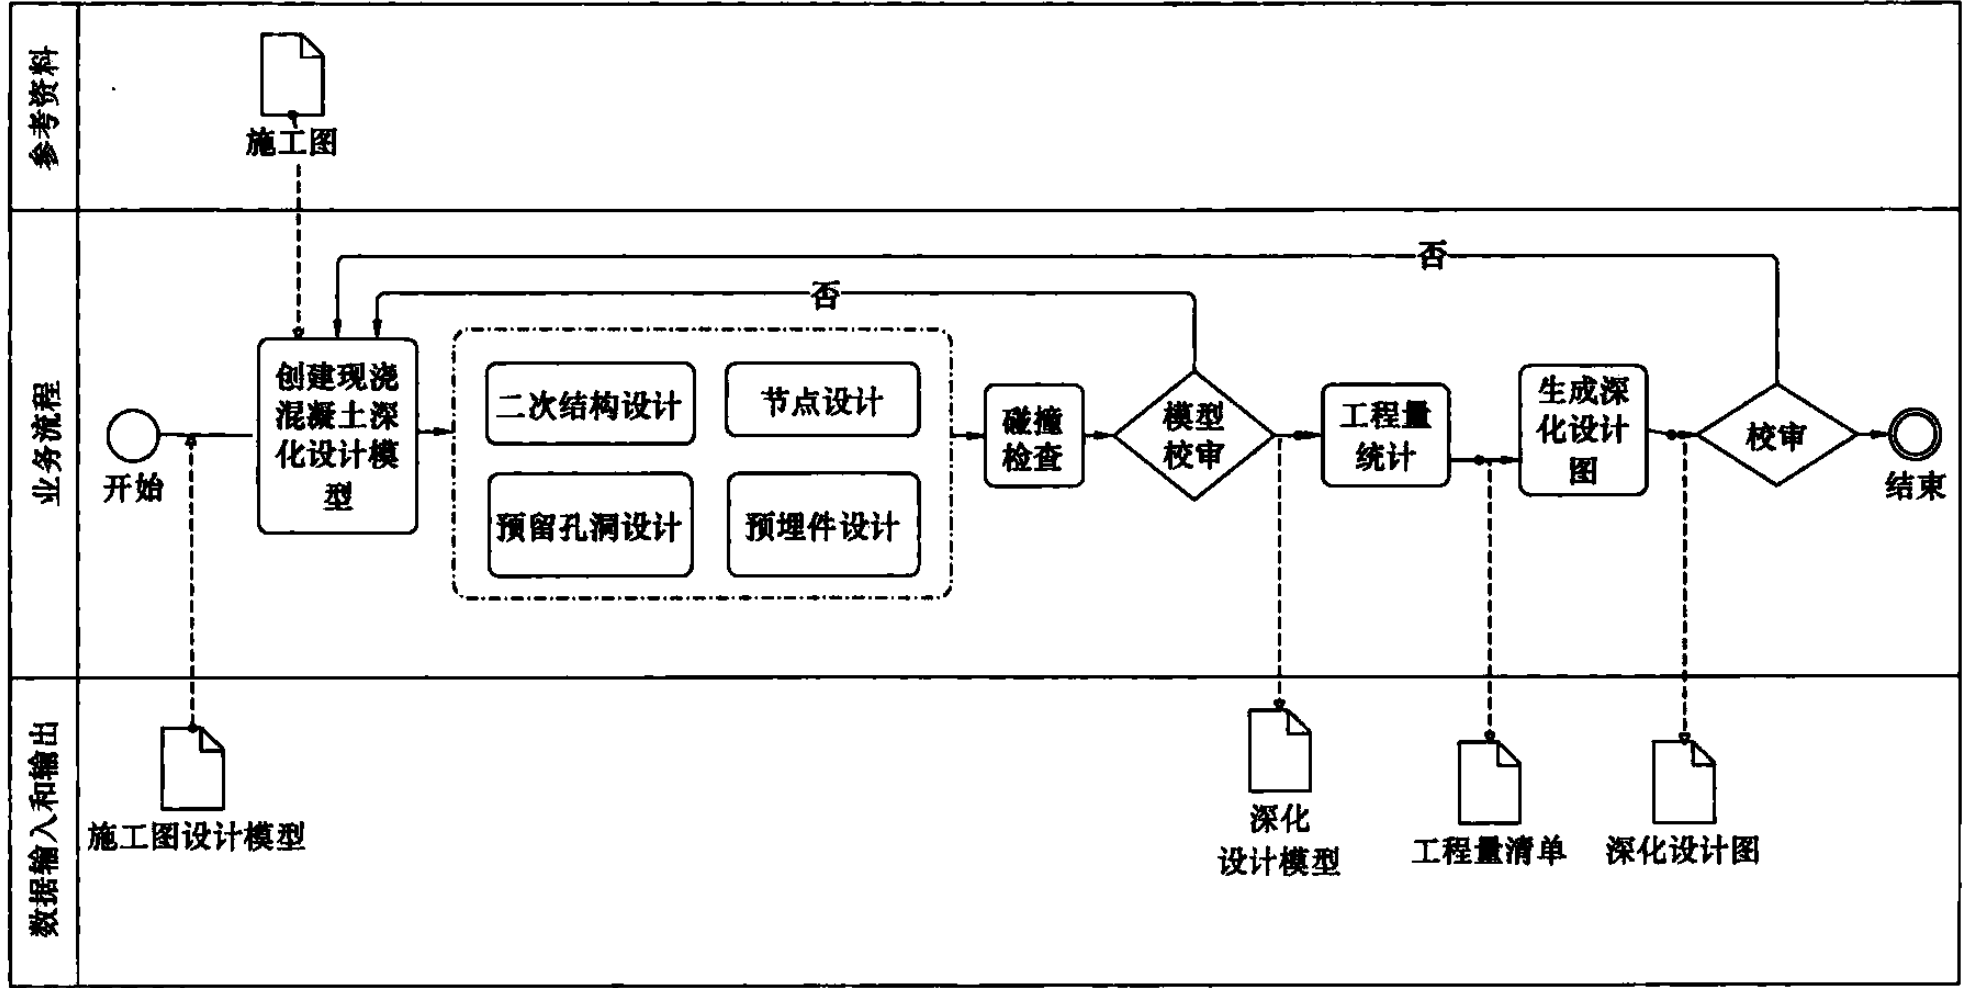 参考资料
施工图
业务流程
开始
创建现浇
混凝土深
化设计模
型
否
否
二次结构设计
节点设计
预留孔洞设计
预埋件设计
碰撞
检查
模型
校审
工程量
统计
生成深
化设计
图
校审
结束
数据输入和输出
施工图设计模型
深化
设计模型
工程量清单
深化设计图